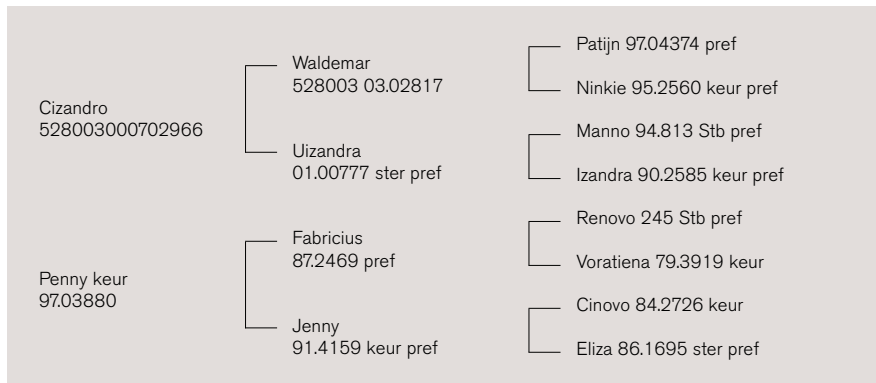 Cizandro
528003000702966
Penny keur
97.03880
Waldemar
528003 03.02817
Uizandra
01.00777 ster pref
Fabricius
87.2469 pref
Jenny
91.4159 keur pref
Patijn 97.04374 pref
Ninkie 95.2560 keur pref
Manno 94.813 Stb pref
Izandra 90.2585 keur pref
Renovo 245 Stb pref
Voratiena 79.3919 keur
Cinovo 84.2726 keur
Eliza 86.1695 ster pref